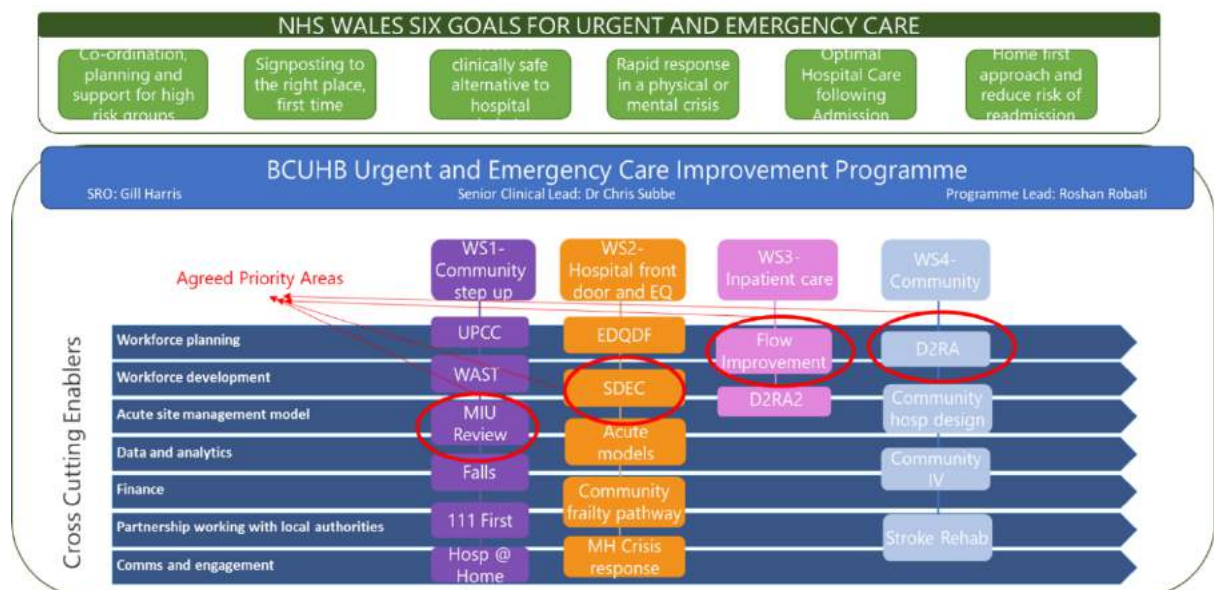 NHS WALES SIX GOALS FOR URGENT AND EMERGENCY CARE
Co-ordination,
planning and
support for high
risk groups
Signposting to
the right place,
first time
clinically safe
alternative to
hospital
Rapid response
in a physical or
mental crisis
Optimal
Hospital Care
following
Admission
Home first
approach and
reduce risk of
readmission
BCUHB Urgent and Emergency Care Improvement Programme
SRO: Gill Harris
Senior Clinical Lead: Dr Chris Subbe
Programme Lead: Roshan Robati
Agreed Priority Areas
WS1-
Community
step up
WS2-
Hospital front
door and EQ
WS3-
Inpatient care
WS4-
Community
Cross Cutting Enablers
Workforce planning
Workforce development
Acute site management model
Data and analytics
Finance
Partnership working with local authorities
Comms and engagement
UPCC
WAST
MIU
Review
Falls
111 First
Hosp @
Home
EDQDF
SDEC
Acute
models
Community
frailty pathway
MH Crisis
response
Flow
Improvement
D2RA2
D2RA
Community
hosp design
Community
IV
Stroke Rehab